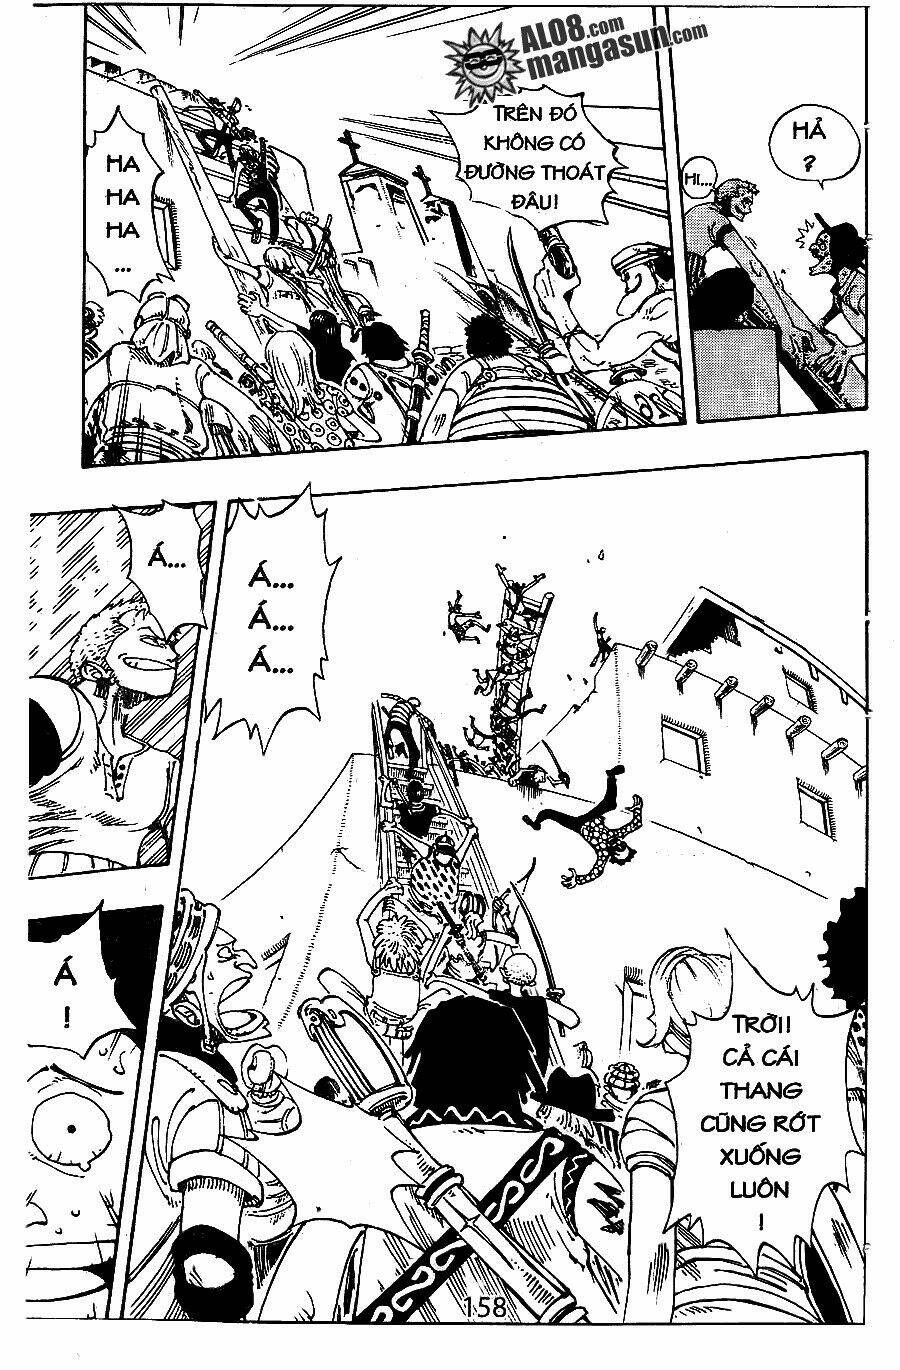 AL08.com
mangasun.com
HẢ
?
HI...
TRÊN ĐÓ
KHÔNG CÓ
ĐƯỜNG THOÁT
ĐÂU!
HA
HA
HA
...
Á...
Á...
Á...
Á...
Á
!
TRỜI!
CẢ CÁI
THANG
CŨNG RỚT
XUỐNG
LUÔN
!
158